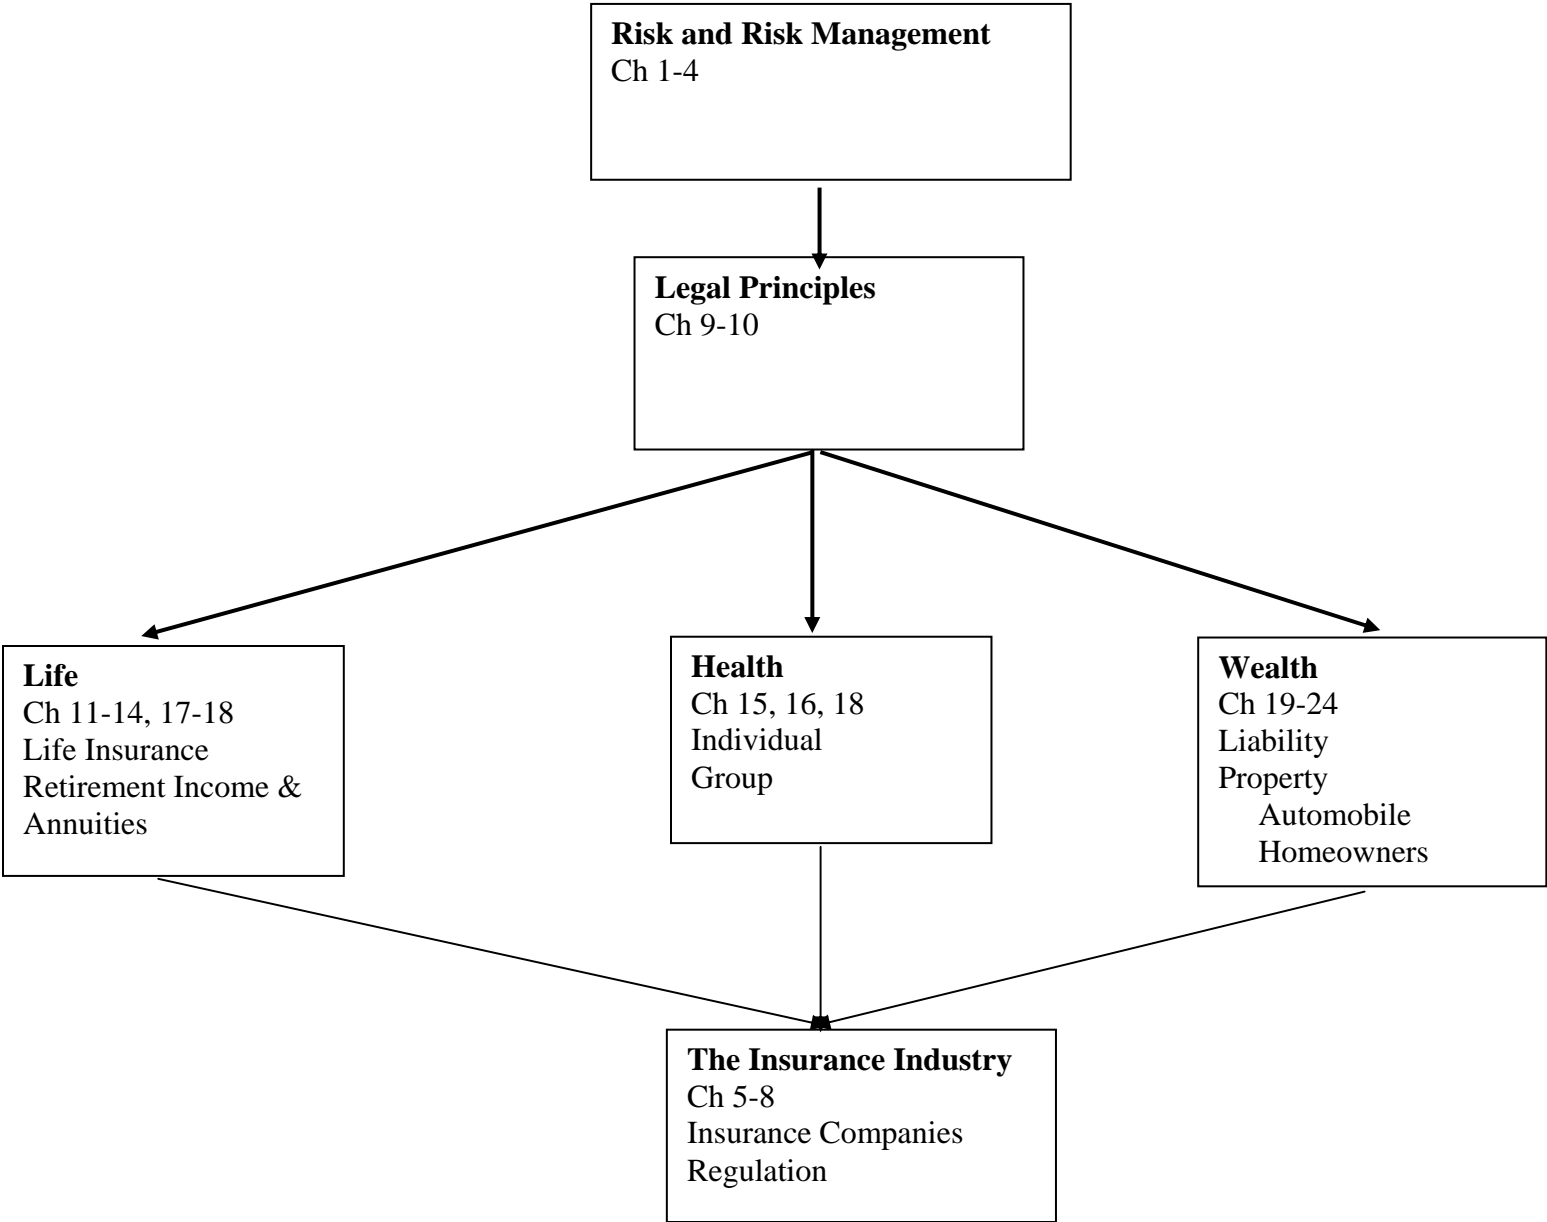 Risk and Risk Management
Ch 1-4
Legal Principles
Ch 9-10
Life
Ch 11-14, 17-18
Life Insurance
Retirement Income &
Annuities
Health
Ch 15, 16, 18
Individual
Group
Wealth
Ch 19-24
Liability
Property
Automobile
Homeowners
The Insurance Industry
Ch 5-8
Insurance Companies
Regulation